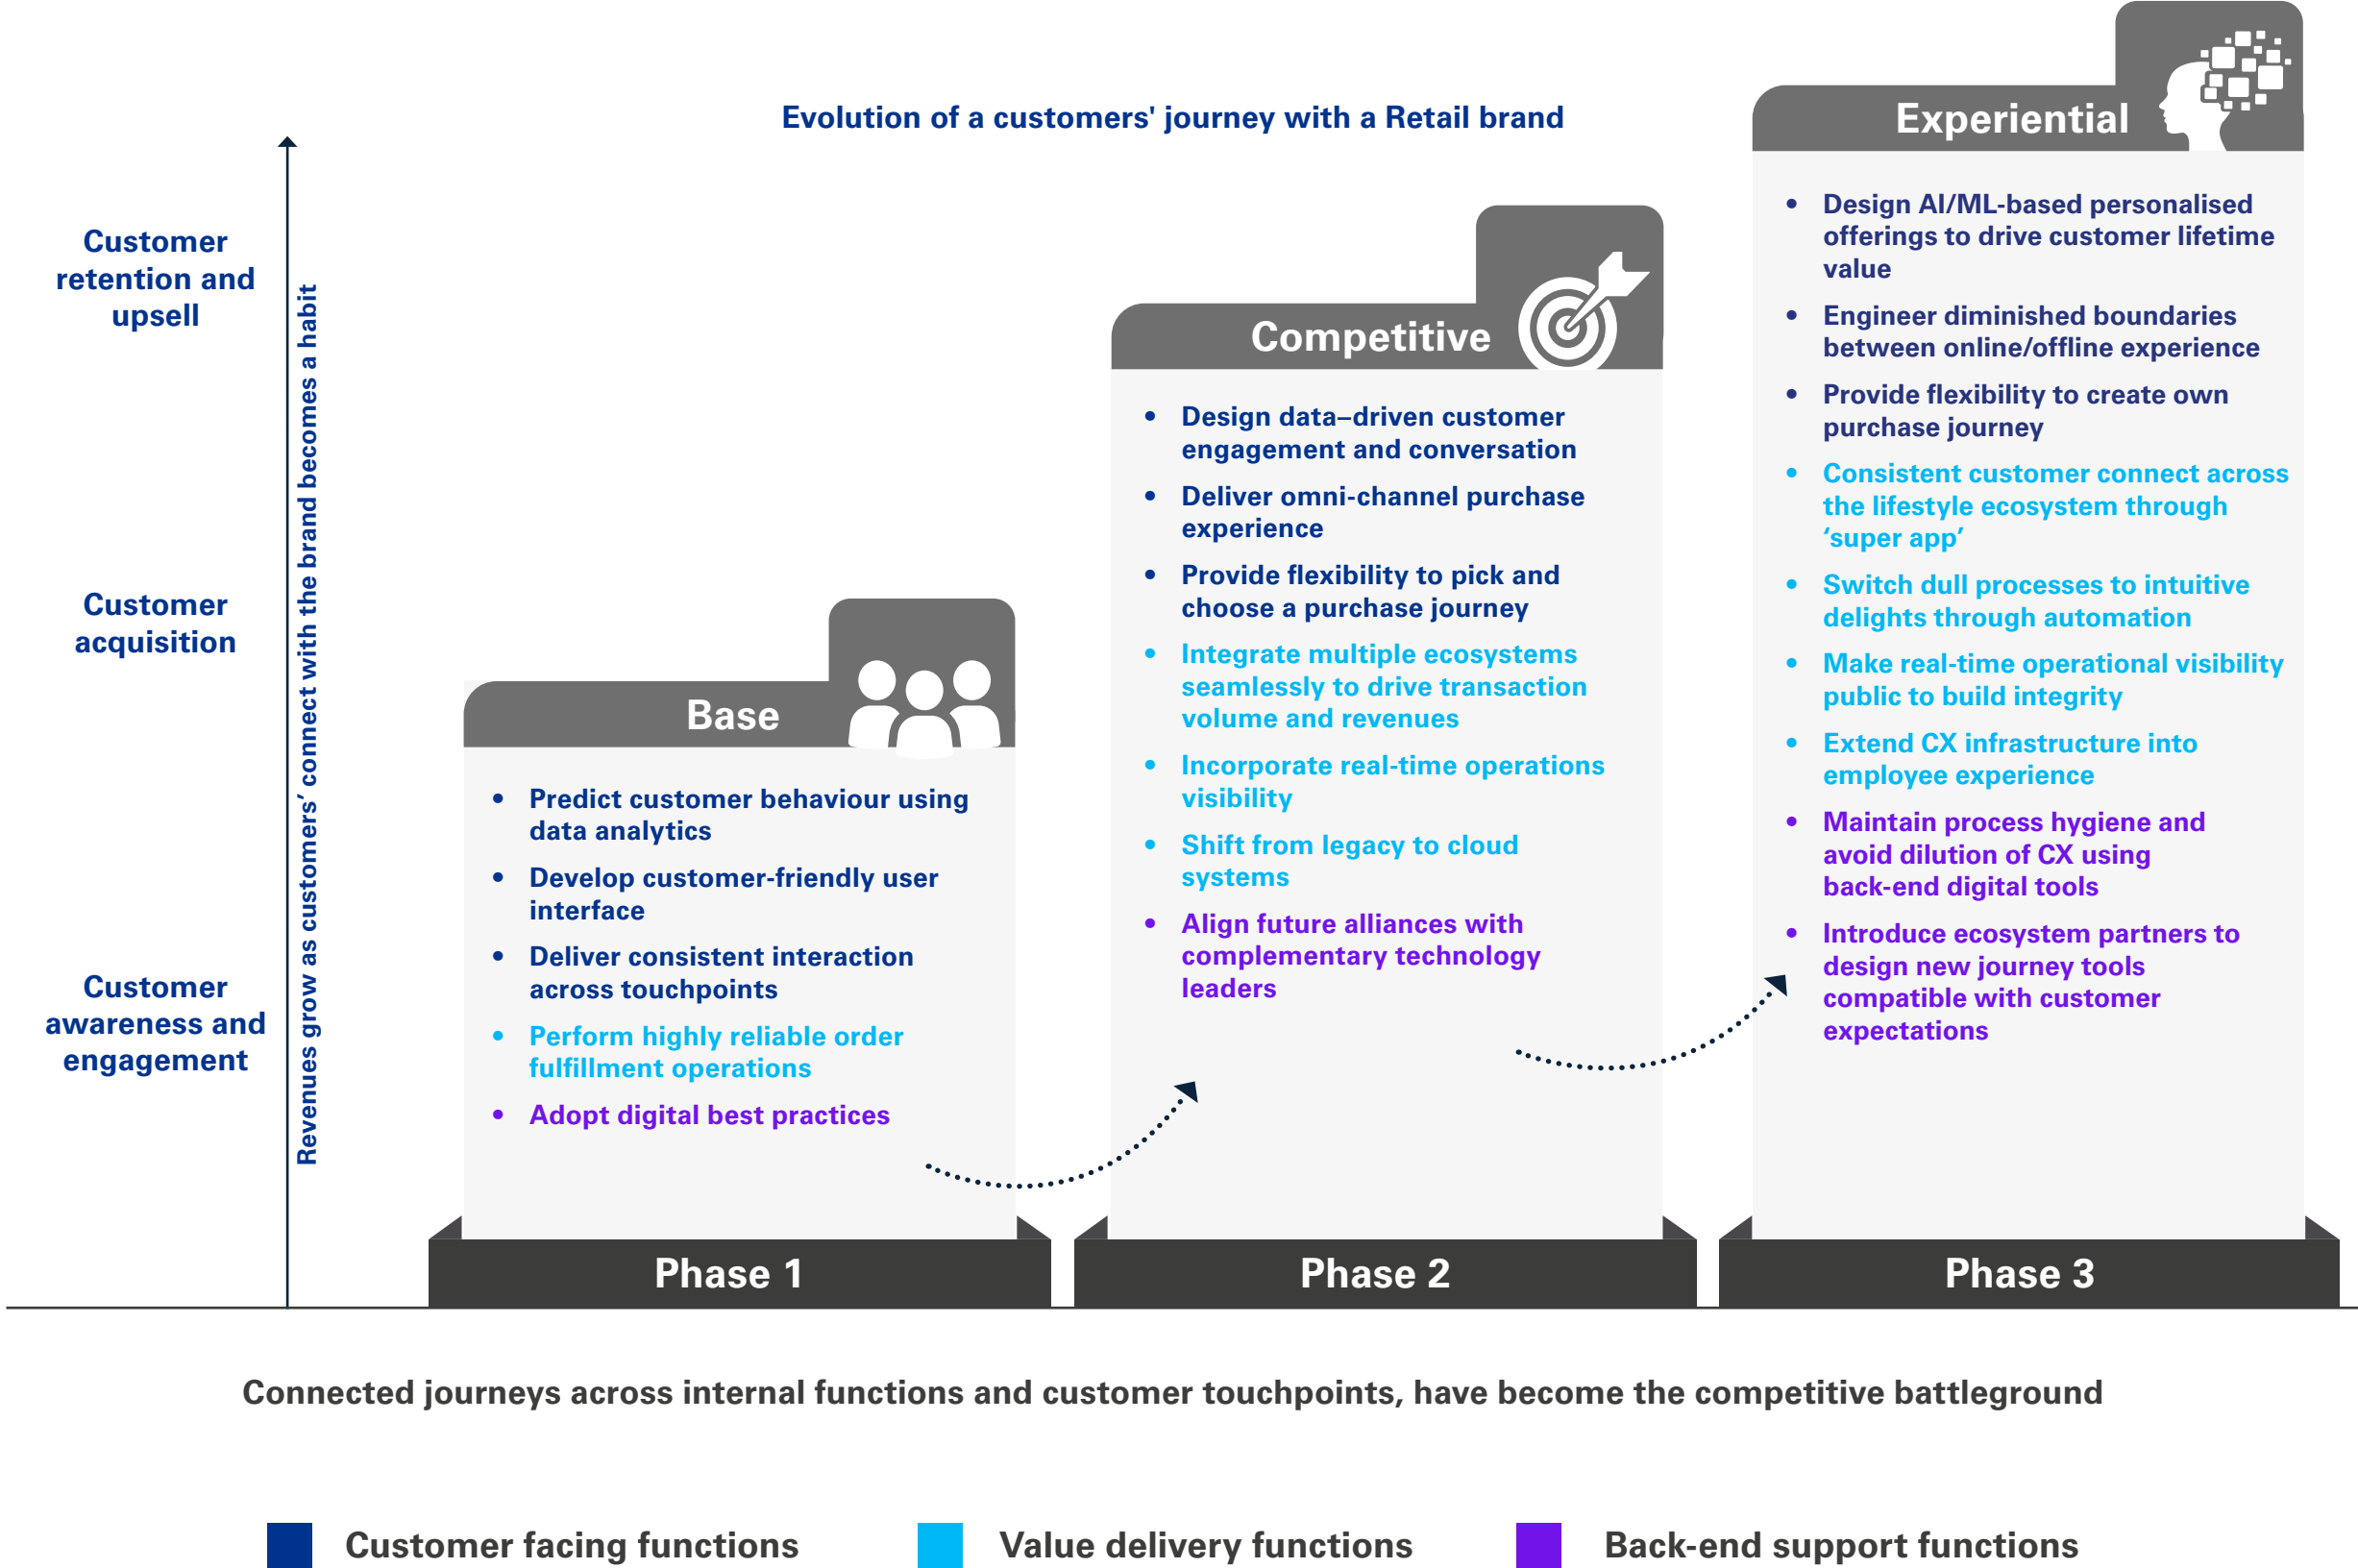 Evolution of a customers' journey with a Retail brand
Customer
retention and
upsell
Customer
acquisition
Customer
awareness and
engagement
Revenues grow as customers’ connect with the brand becomes a habit
Base
• Predict customer behaviour using
data analytics
• Develop customer-friendly user
interface
• Deliver consistent interaction
across touchpoints
• Perform highly reliable order
fulfillment operations
• Adopt digital best practices
Phase 1
Competitive
• Design data–driven customer
engagement and conversation
• Deliver omni-channel purchase
experience
• Provide flexibility to pick and
choose a purchase journey
• Integrate multiple ecosystems
seamlessly to drive transaction
volume and revenues
• Incorporate real-time operations
visibility
• Shift from legacy to cloud
systems
• Align future alliances with
complementary technology
leaders
Phase 2
Experiential
• Design AI/ML-based personalised
offerings to drive customer lifetime
value
• Engineer diminished boundaries
between online/offline experience
• Provide flexibility to create own
purchase journey
• Consistent customer connect across
the lifestyle ecosystem through
‘super app’
• Switch dull processes to intuitive
delights through automation
• Make real-time operational visibility
public to build integrity
• Extend CX infrastructure into
employee experience
• Maintain process hygiene and
avoid dilution of CX using
back-end digital tools
• Introduce ecosystem partners to
design new journey tools
compatible with customer
expectations
Phase 3
Connected journeys across internal functions and customer touchpoints, have become the competitive battleground
Customer facing functions
Value delivery functions
Back-end support functions